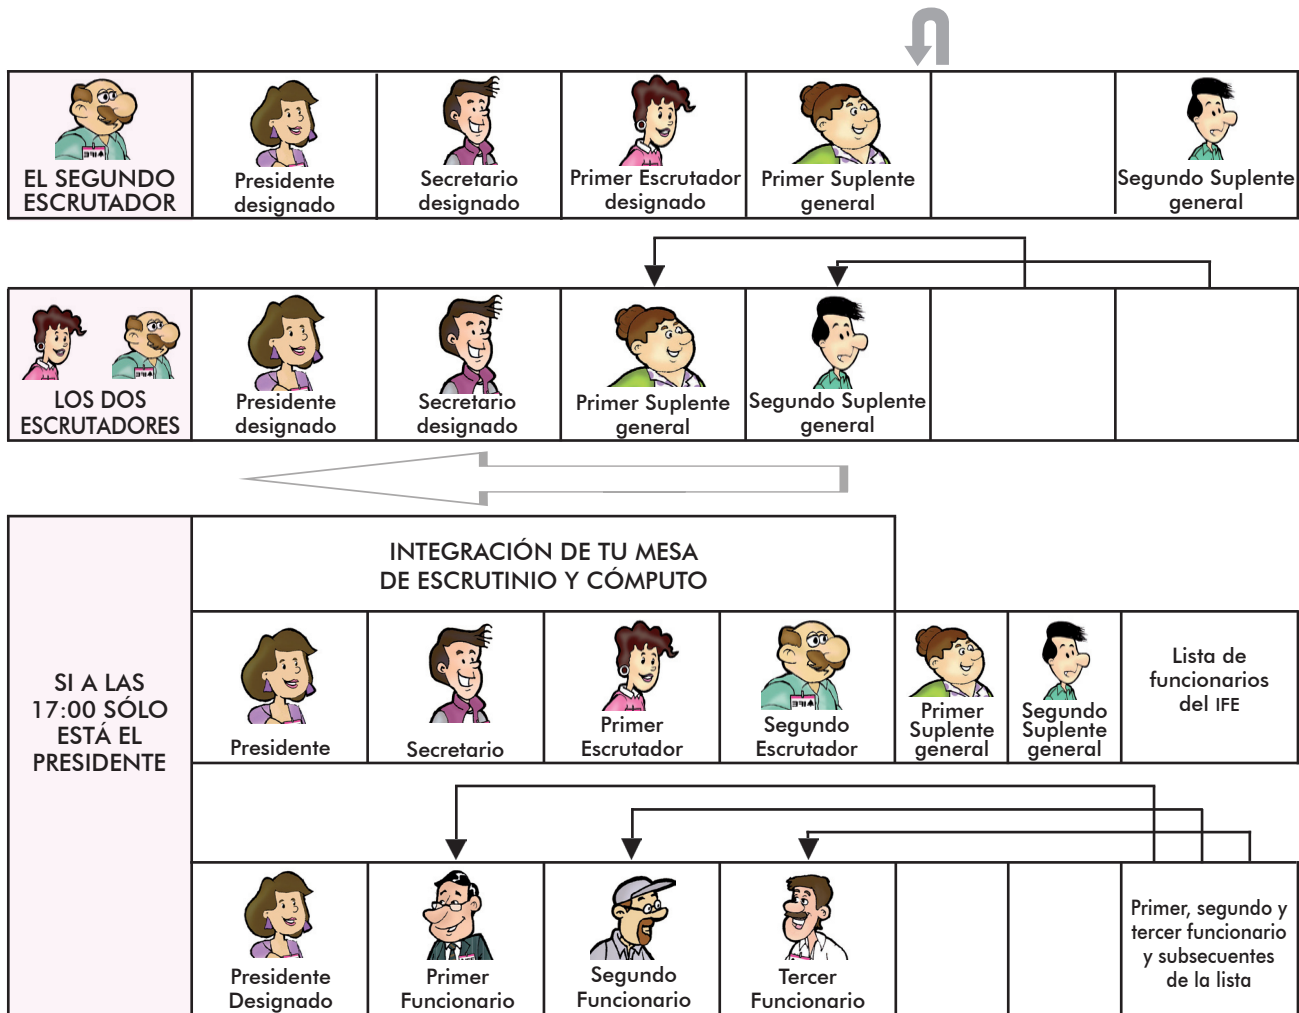 EL SEGUNDO
ESCRUTADOR
Presidente
designado
Secretario
designado
Primer Escrutador
designado
Primer Suplente
general
Segundo Suplente
general
LOS DOS
ESCRUTADORES
Presidente
designado
Secretario
designado
Primer Suplente
general
Segundo Suplente
general
SI A LAS
17:00 SÓLO
ESTÁ EL
PRESIDENTE
INTEGRACIÓN DE TU MESA
DE ESCRUTINIO Y CÓMPUTO
Presidente
Secretario
Primer
Escrutador
Segundo
Escrutador
Primer
Suplente
general
Segundo
Suplente
general
Lista de
funcionarios
del IFE
Presidente
Designado
Primer
Funcionario
Segundo
Funcionario
Tercer
Funcionario
Primer, segundo y
tercer funcionario
y subsecuentes
de la lista